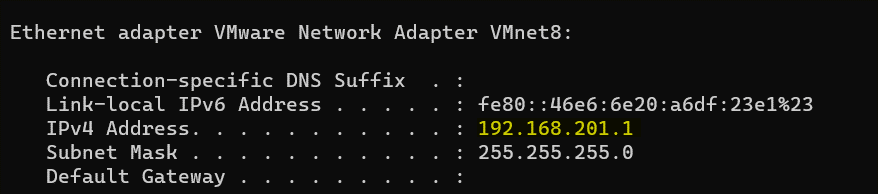 Ethernet adapter VMware Network Adapter VMnet8:
Connection-specific DNS Suffix  . :
Link-local IPv6 Address . . . . . : fe80::46e6:6e20:a6df:23e1%23
IPv4 Address. . . . . . . . . . . : 192.168.201.1
Subnet Mask . . . . . . . . . . . : 255.255.255.0
Default Gateway . . . . . . . . . :